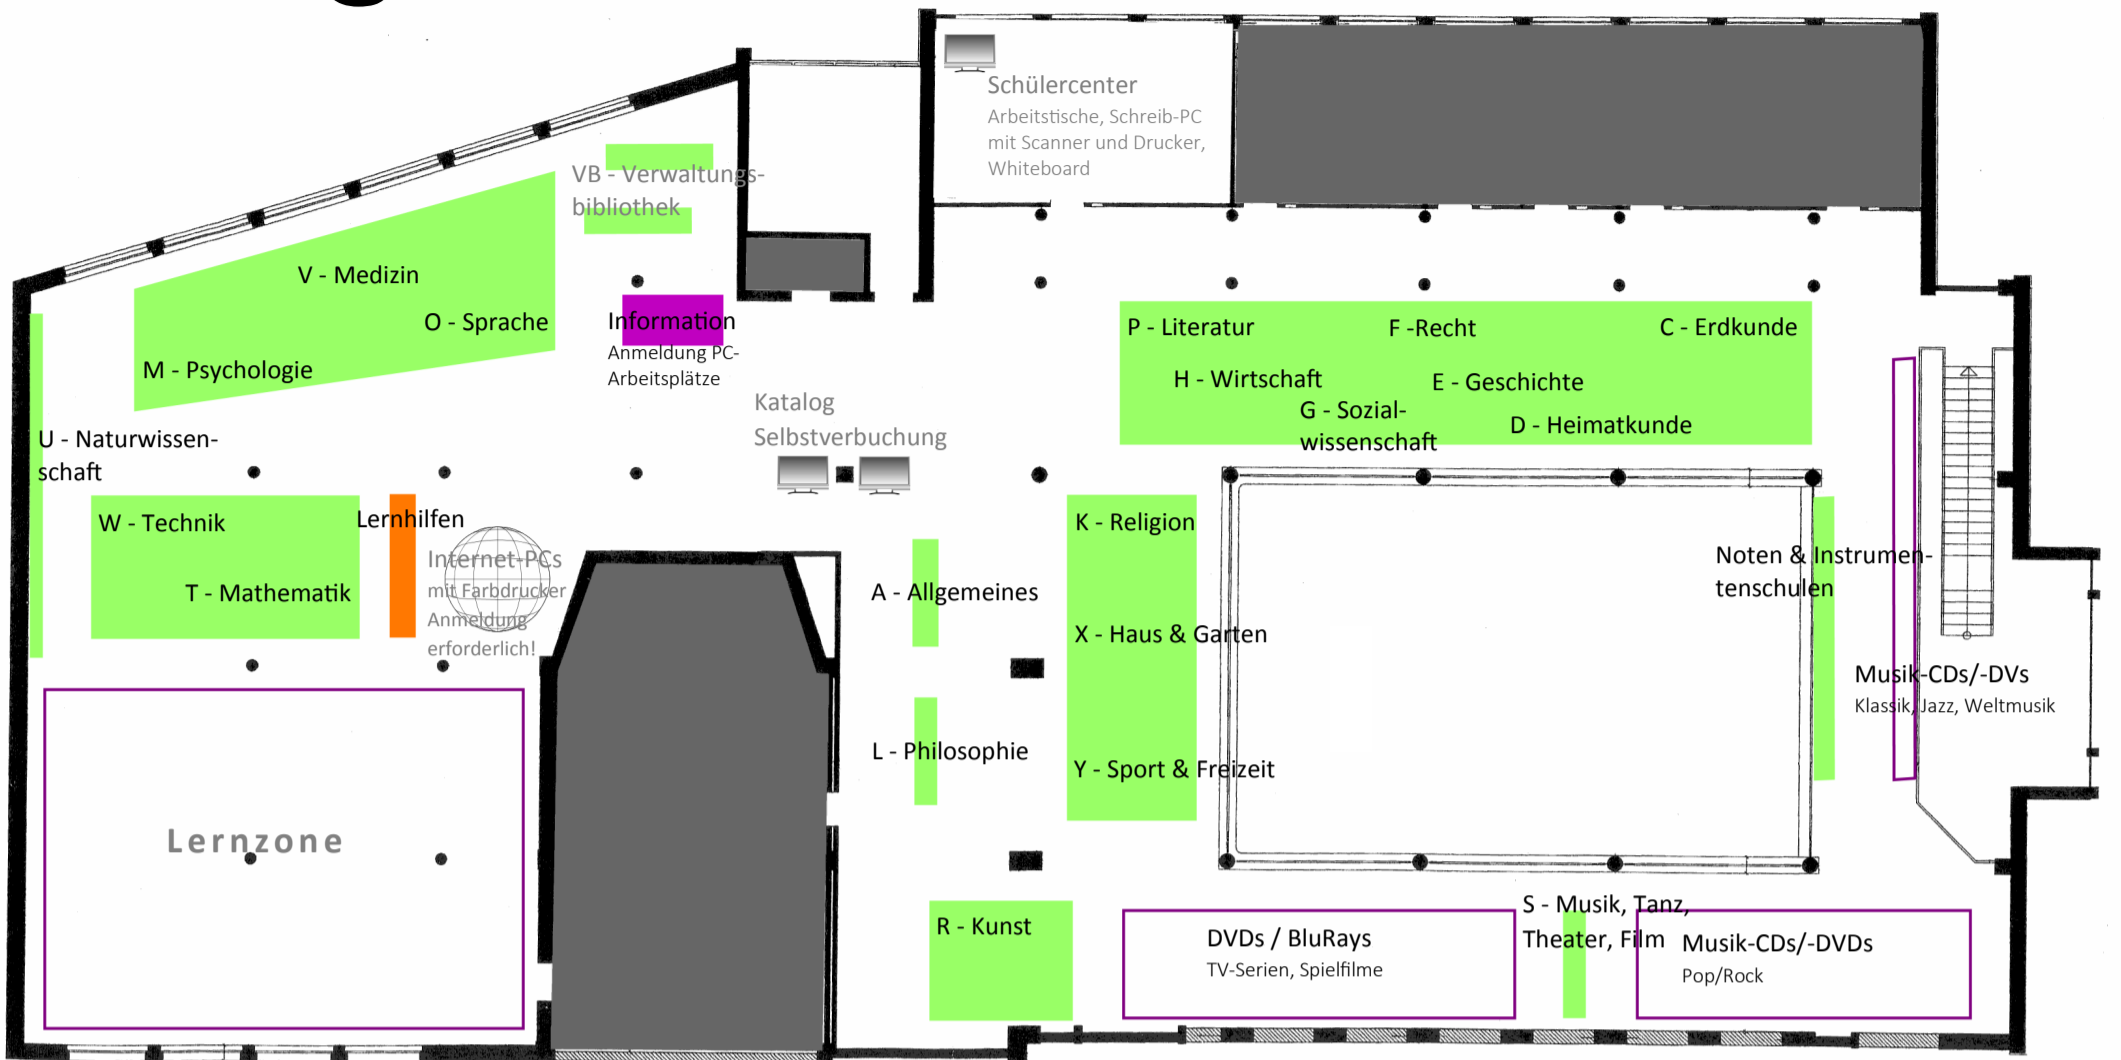 Schülercenter
Arbeitstische, Schreib-PC
mit Scanner und Drucker,
Whiteboard
VB - Verwaltungs-
bibliothek
V - Medizin
O - Sprache
M - Psychologie
Information
Anmeldung PC-
Arbeitsplätze
Katalog
Selbstverbuchung
P - Literatur
F -Recht
C - Erdkunde
H - Wirtschaft
E - Geschichte
G - Sozial-
wissenschaft
D - Heimatkunde
U - Naturwissen-
schaft
W - Technik
T - Mathematik
Lernhilfen
Internet-PCs
mit Farbdrucker
Anmeldung
erforderlich!
A - Allgemeines
L - Philosophie
K - Religion
X - Haus & Garten
Y - Sport & Freizeit
Noten & Instrumen-
tenschulen
Musik-CDs/-DVs
Klassik, Jazz, Weltmusik
Lernzone
R - Kunst
DVDs / BluRays
TV-Serien, Spielfilme
S - Musik, Tanz,
Theater, Film
Musik-CDs/-DVDs
Pop/Rock